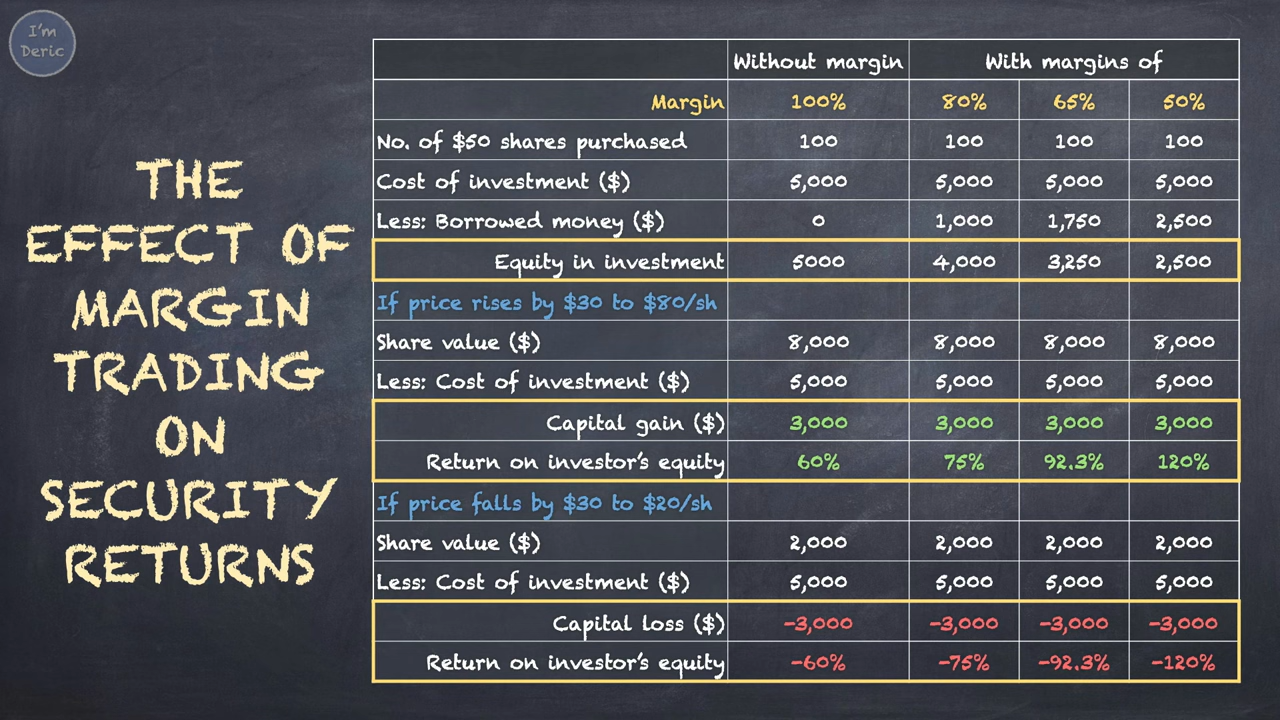 I'm
Deric
THE
EFFECT OF
MARGIN
TRADING
ON
SECURITY
RETURNS
Without margin With margins of
Margin 100% 80% 65% 50%
No. of $50 shares purchased 100 100 100 100
Cost of investment ($) 5,000 5,000 5,000 5,000
Less: Borrowed money ($) 0 1,000 1,750 2,500
Equity in investment 5000 4,000 3,250 2,500
If price rises by $30 to $80/sh
Share value ($) 8,000 8,000 8,000 8,000
Less: Cost of investment ($) 5,000 5,000 5,000 5,000
Capital gain ($) 3,000 3,000 3,000 3,000
Return on investor's equity 60% 75% 92.3% 120%
If price falls by $30 to $20/sh
Share value ($) 2,000 2,000 2,000 2,000
Less: Cost of investment ($) 5,000 5,000 5,000 5,000
Capital loss ($) -3,000 -3,000 -3,000 -3,000
Return on investor's equity -60% -75% -92.3% -120%